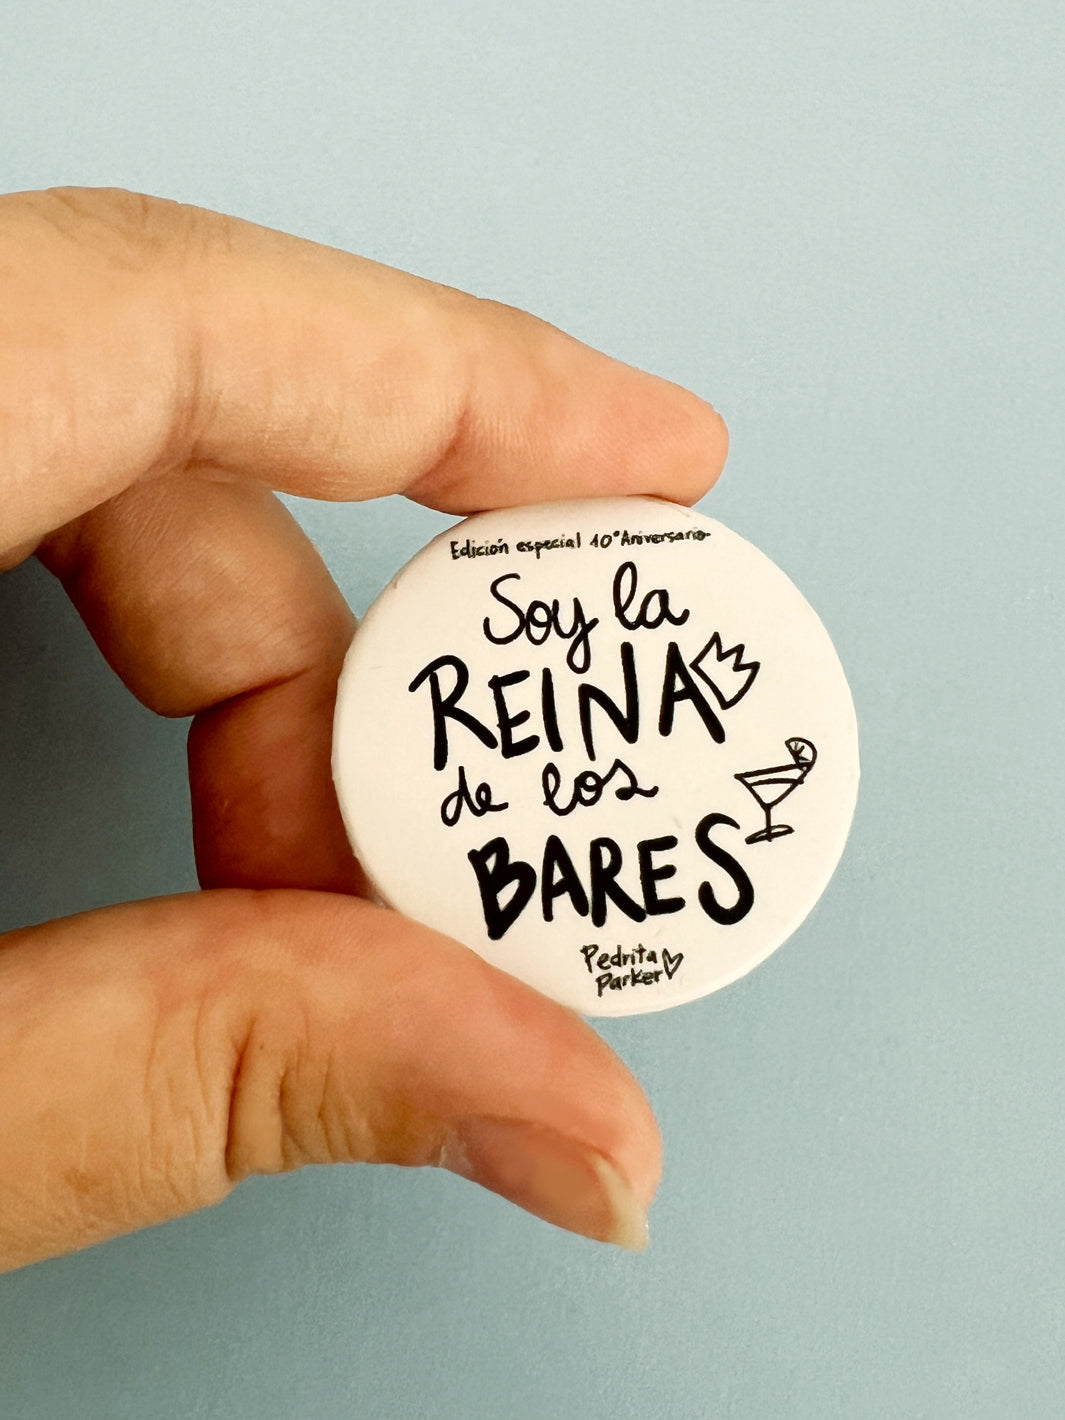 Edición especial 10° Aniversario
Soy la
REINA
de los
BARES
Pedrita
Parker